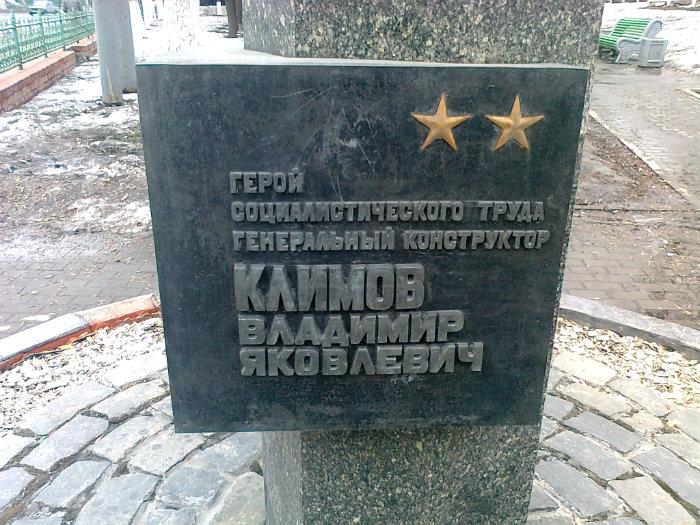 ГЕРОЙ
СОЦИАЛИСТИЧЕСКОГО ТРУДА
ГЕНЕРАЛЬНЫЙ КОНСТРУКТОР
КЛИМОВ
ВЛАДИМИР
ЯКОВЛЕВИЧ